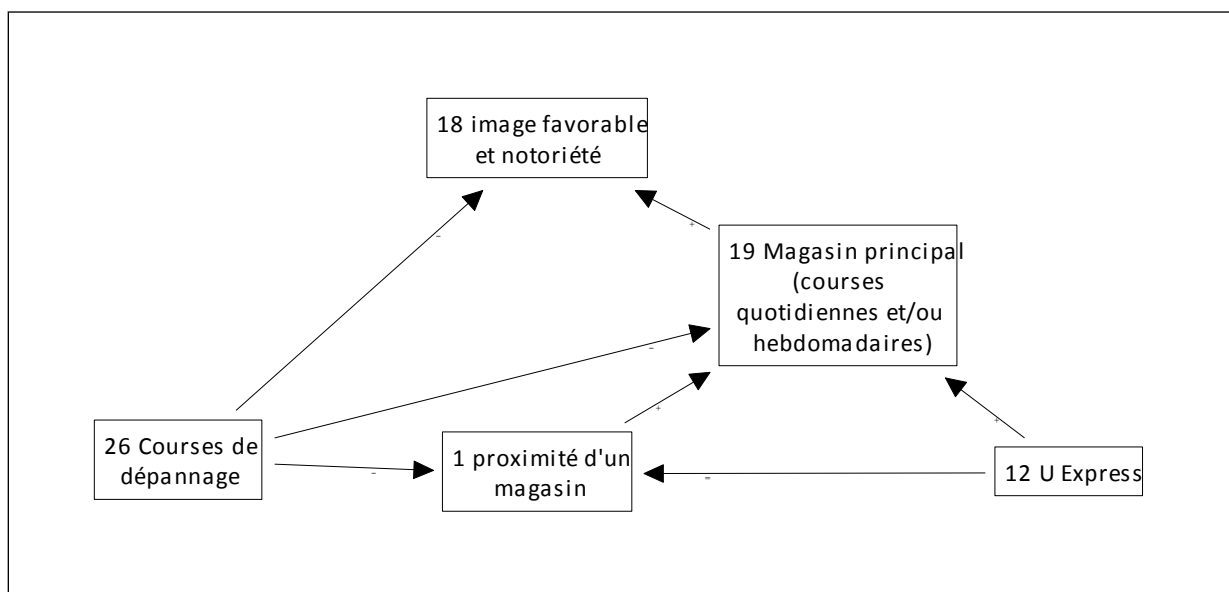 18 image favorable
et notoriété
-
+
19 Magasin principal
(courses
quotidiennes et/ou
hebdomadaires)
-
+
+
26 Courses de
dépannage
-
1 proximité d'un
magasin
-
12 U Express